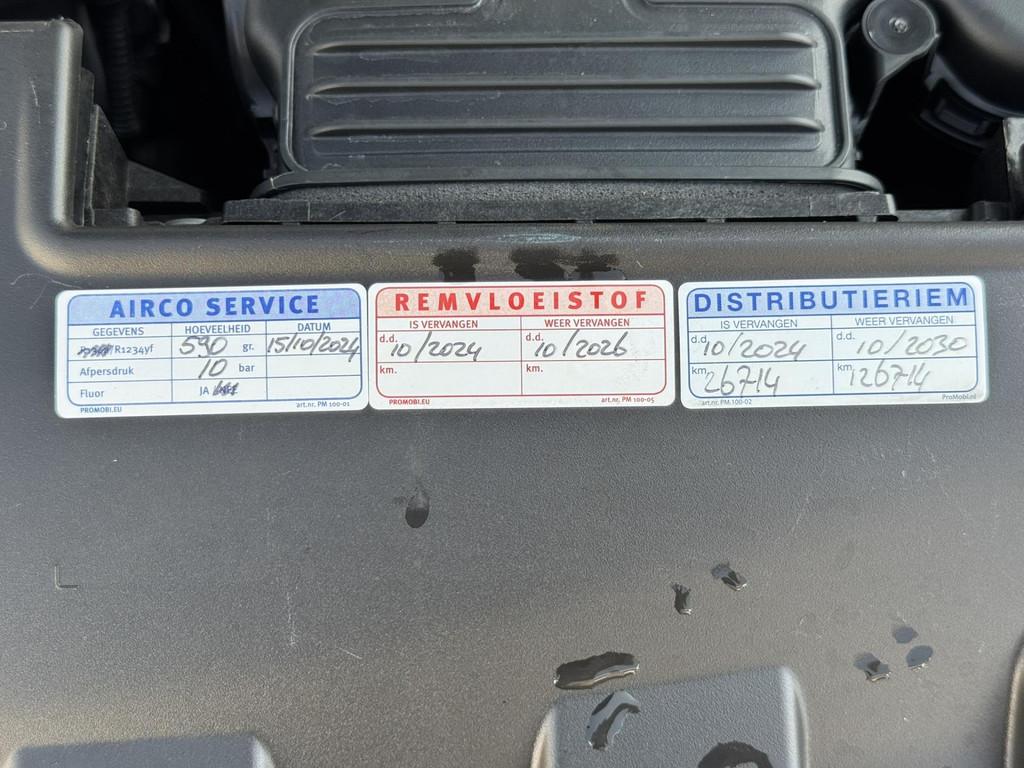 AIRCO SERVICE
GEGEVENS HOEVEELHEID DATUM
/R1234yf 590 gr. 15/10/2024
Afpersdruk 10 bar
Fluor JA
PROMOBI.EU art.nr. PM 100-01
REMVLOEISTOF
IS VERVANGEN WEER VERVANGEN
d.d. 10/2024 d.d. 10/2026
km. km.
PROMOBI.EU art.nr. PM 100-05
DISTRIBUTIERIEM
IS VERVANGEN WEER VERVANGEN
d.d. 10/2024 d.d. 10/2030
km. 26714 km. 126714
art.nr. PM 100-02 ProMobi.nl